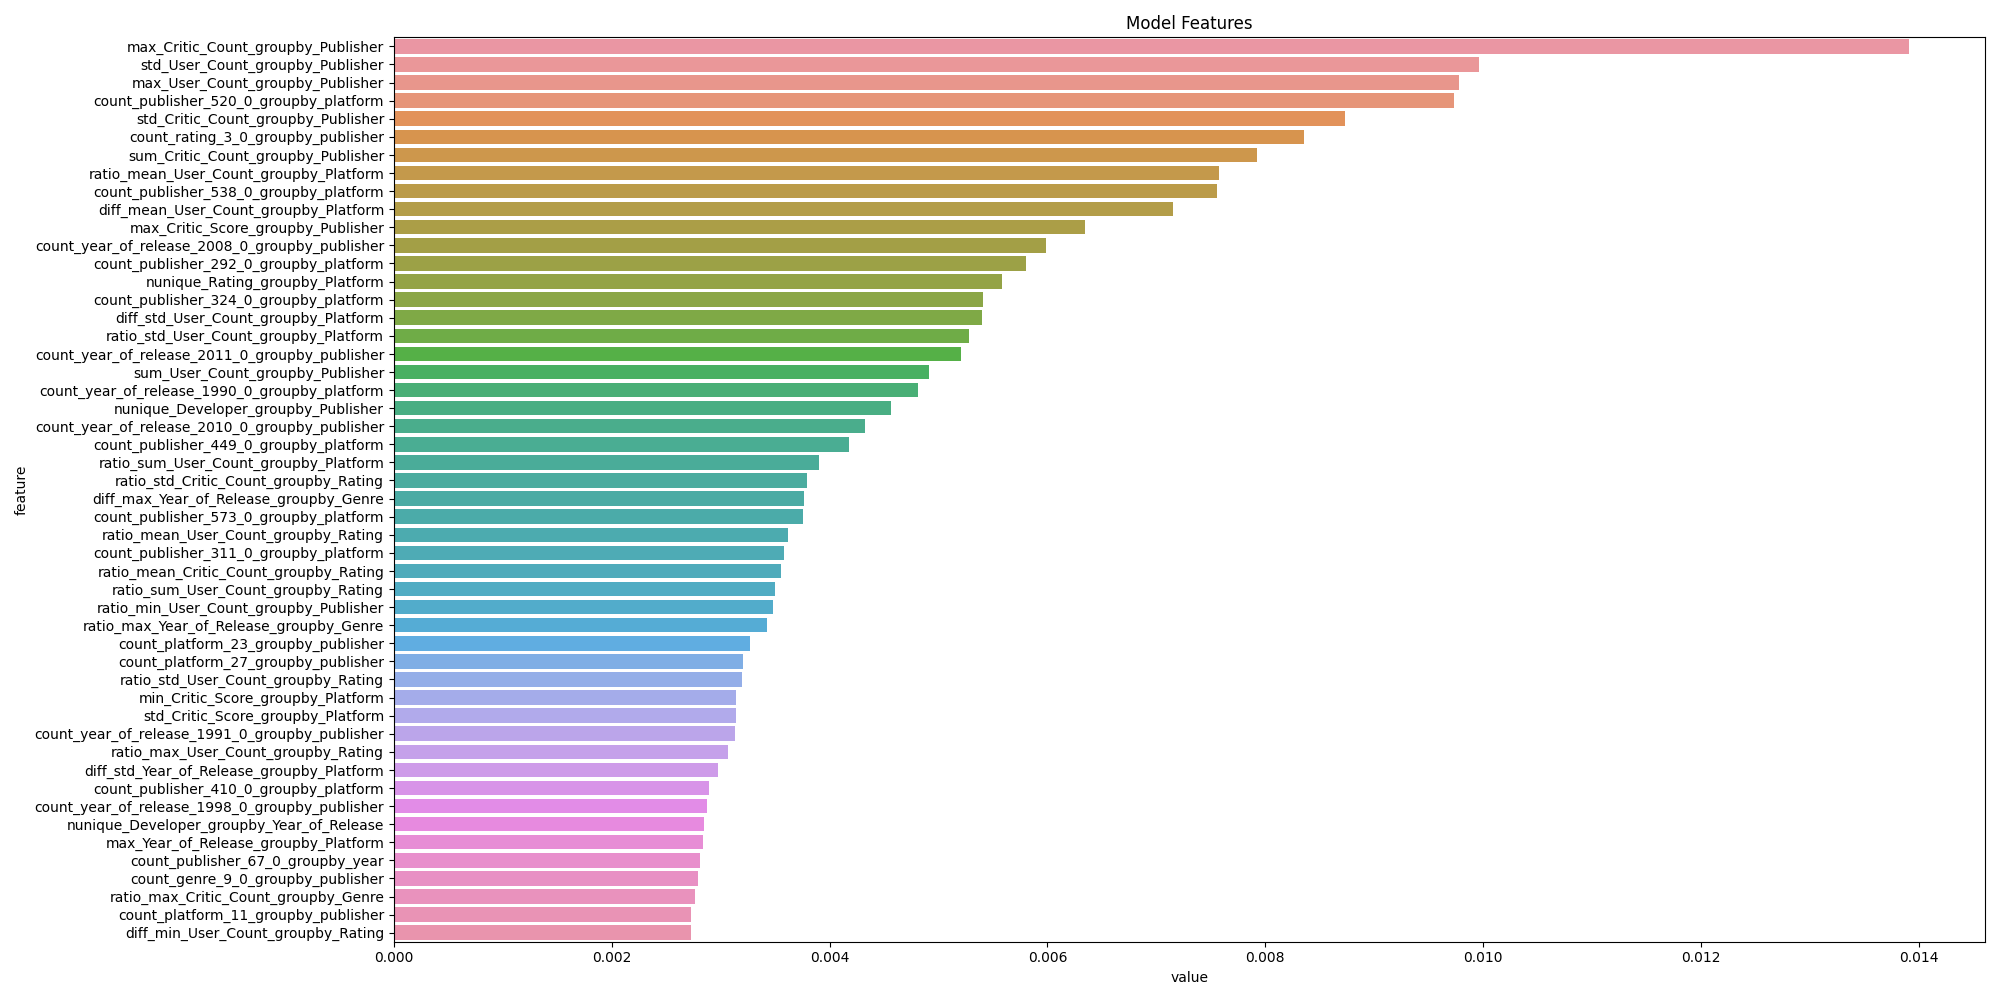 Model Features
max_Critic_Count_groupby_Publisher
std_User_Count_groupby_Publisher
max_User_Count_groupby_Publisher
count_publisher_520_0_groupby_platform
std_Critic_Count_groupby_Publisher
count_rating_3_0_groupby_publisher
sum_Critic_Count_groupby_Publisher
ratio_mean_User_Count_groupby_Platform
count_publisher_538_0_groupby_platform
diff_mean_User_Count_groupby_Platform
max_Critic_Score_groupby_Publisher
count_year_of_release_2008_0_groupby_publisher
count_publisher_292_0_groupby_platform
nunique_Rating_groupby_Platform
count_publisher_324_0_groupby_platform
diff_std_User_Count_groupby_Platform
ratio_std_User_Count_groupby_Platform
count_year_of_release_2011_0_groupby_publisher
sum_User_Count_groupby_Publisher
count_year_of_release_1990_0_groupby_platform
nunique_Developer_groupby_Publisher
count_year_of_release_2010_0_groupby_publisher
count_publisher_449_0_groupby_platform
ratio_sum_User_Count_groupby_Platform
ratio_std_Critic_Count_groupby_Rating
diff_max_Year_of_Release_groupby_Genre
count_publisher_573_0_groupby_platform
ratio_mean_User_Count_groupby_Rating
count_publisher_311_0_groupby_platform
ratio_mean_Critic_Count_groupby_Rating
ratio_sum_User_Count_groupby_Rating
ratio_min_User_Count_groupby_Publisher
ratio_max_Year_of_Release_groupby_Genre
count_platform_23_groupby_publisher
count_platform_27_groupby_publisher
ratio_std_User_Count_groupby_Rating
min_Critic_Score_groupby_Platform
std_Critic_Score_groupby_Platform
count_year_of_release_1991_0_groupby_publisher
ratio_max_User_Count_groupby_Rating
diff_std_Year_of_Release_groupby_Platform
count_publisher_410_0_groupby_platform
count_year_of_release_1998_0_groupby_publisher
nunique_Developer_groupby_Year_of_Release
max_Year_of_Release_groupby_Platform
count_publisher_67_0_groupby_year
count_genre_9_0_groupby_publisher
ratio_max_Critic_Count_groupby_Genre
count_platform_11_groupby_publisher
diff_min_User_Count_groupby_Rating
feature
0.000 0.002 0.004 0.006 0.008 0.010 0.012 0.014
value